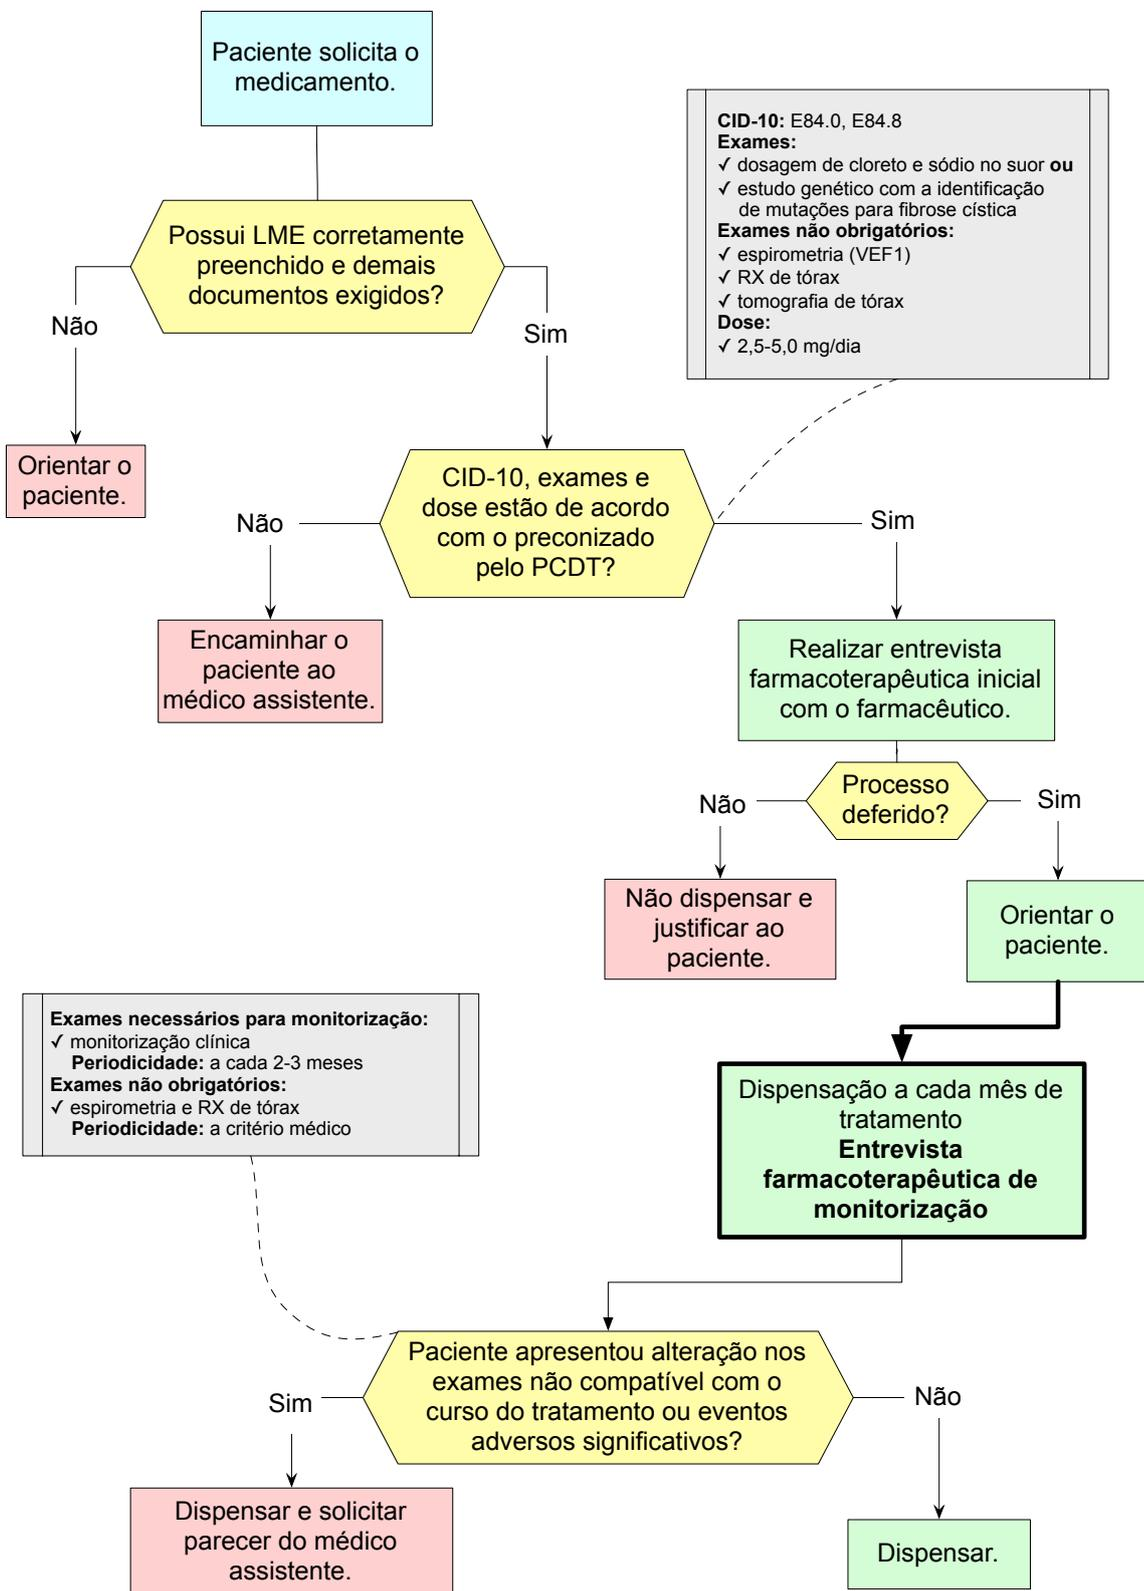 Paciente solicita o
medicamento.
CID-10: E84.0, E84.8
Exames:
✓ dosagem de cloreto e sódio no suor ou
✓ estudo genético com a identificação
de mutações para fibrose cística
Exames não obrigatórios:
✓ espirometria (VEF1)
✓ RX de tórax
✓ tomografia de tórax
Dose:
✓ 2,5-5,0 mg/dia
Possui LME corretamente
preenchido e demais
documentos exigidos?
Não
Sim
Orientar o
paciente.
CID-10, exames e
dose estão de acordo
com o preconizado
pelo PCDT?
Não
Sim
Encaminhar o
paciente ao
médico assistente.
Realizar entrevista
farmacoterapêutica inicial
com o farmacêutico.
Processo
deferido?
Não
Sim
Não dispensar e
justificar ao
paciente.
Orientar o
paciente.
Exames necessários para monitorização:
✓ monitorização clínica
Periodicidade: a cada 2-3 meses
Exames não obrigatórios:
✓ espirometria e RX de tórax
Periodicidade: a critério médico
Dispensação a cada mês de
tratamento
Entrevista
farmacoterapêutica de
monitorização
Paciente apresentou alteração nos
exames não compatível com o
curso do tratamento ou eventos
adversos significativos?
Sim
Não
Dispensar e solicitar
parecer do médico
assistente.
Dispensar.